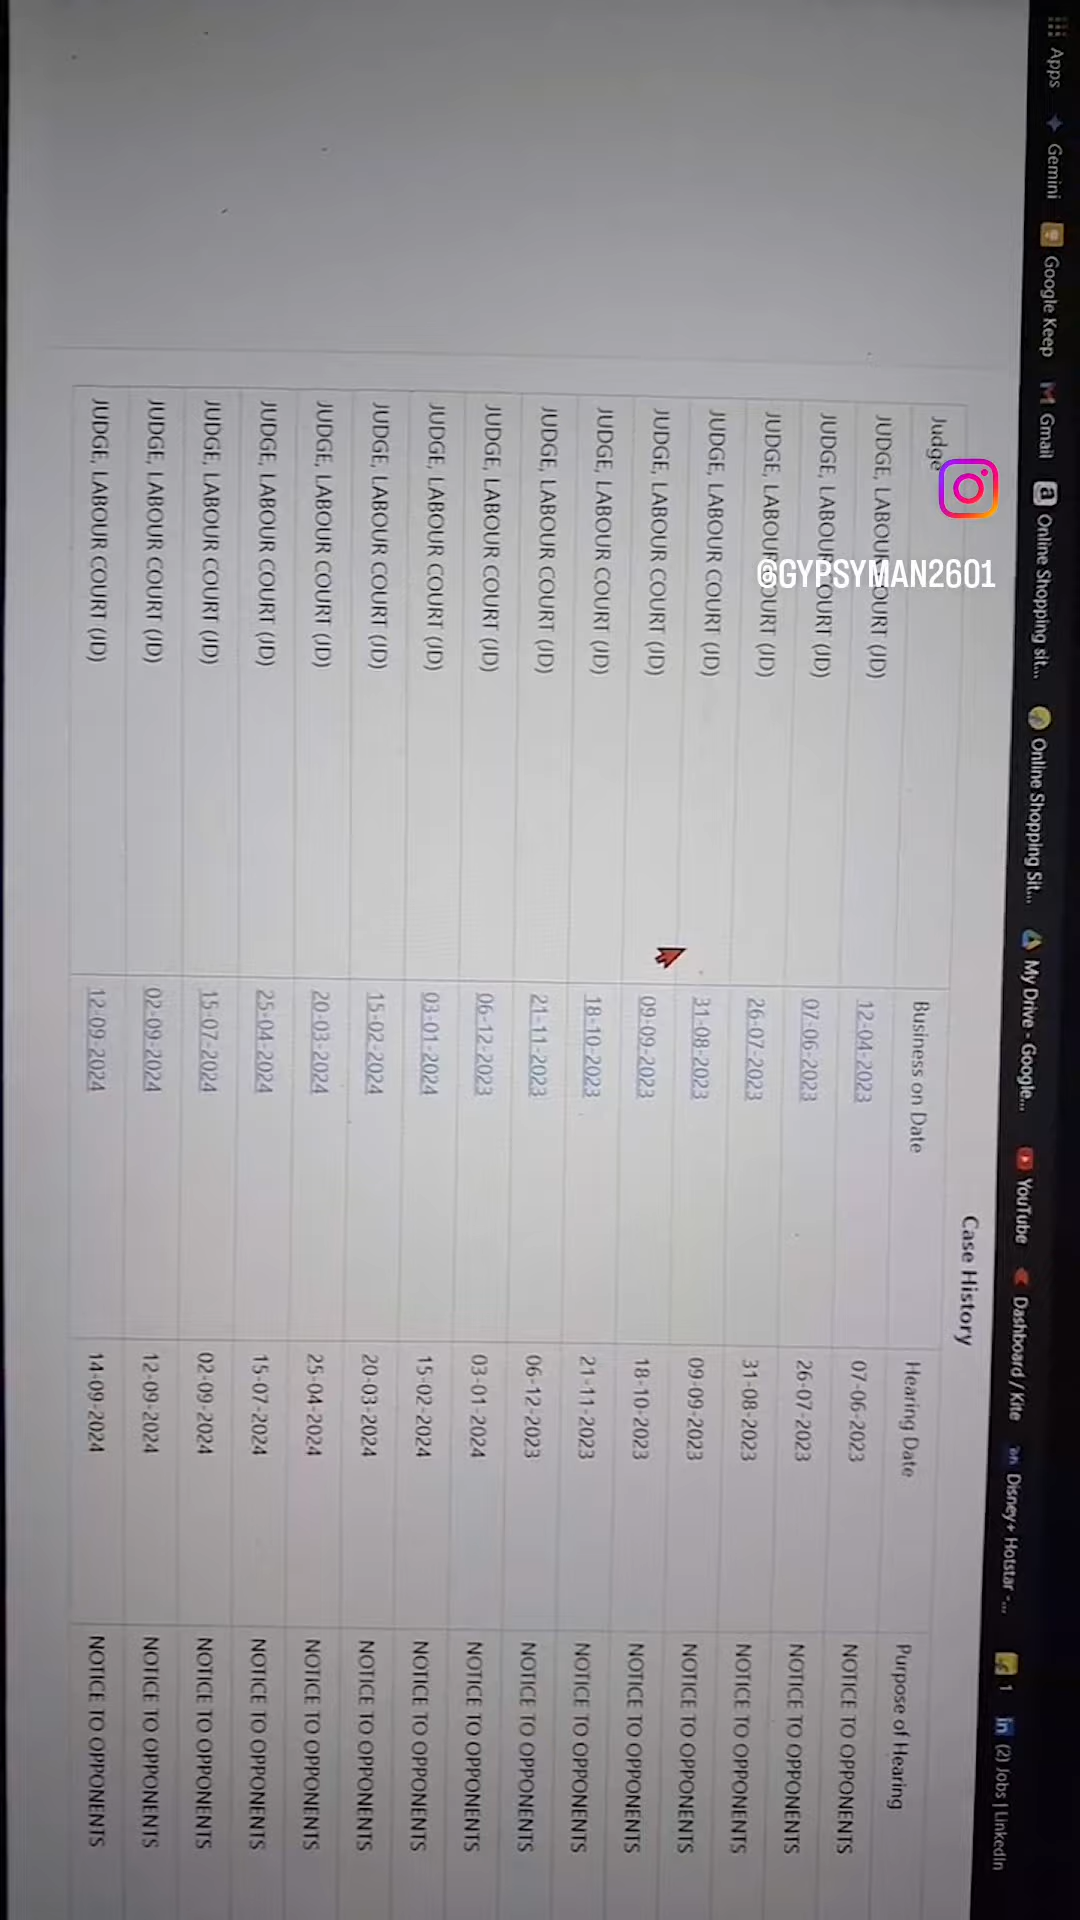 Apps Gemini Google Keep Gmail Online Shopping sit... Online Shopping Sit... My Drive - Google... YouTube Dashboard / Kite Disney+ Hotstar -... 1 (2) Jobs | LinkedIn
Case History
Judge Business on Date Hearing Date Purpose of Hearing
JUDGE, LABOUR COURT (JD) 12-04-2023 07-06-2023 NOTICE TO OPPONENTS
JUDGE, LABOUR COURT (JD) 07-06-2023 26-07-2023 NOTICE TO OPPONENTS
JUDGE, LABOUR COURT (JD) 26-07-2023 31-08-2023 NOTICE TO OPPONENTS
JUDGE, LABOUR COURT (JD) 31-08-2023 09-09-2023 NOTICE TO OPPONENTS
JUDGE, LABOUR COURT (JD) 09-09-2023 18-10-2023 NOTICE TO OPPONENTS
JUDGE, LABOUR COURT (JD) 18-10-2023 21-11-2023 NOTICE TO OPPONENTS
JUDGE, LABOUR COURT (JD) 21-11-2023 06-12-2023 NOTICE TO OPPONENTS
JUDGE, LABOUR COURT (JD) 06-12-2023 03-01-2024 NOTICE TO OPPONENTS
JUDGE, LABOUR COURT (JD) 03-01-2024 15-02-2024 NOTICE TO OPPONENTS
JUDGE, LABOUR COURT (JD) 15-02-2024 20-03-2024 NOTICE TO OPPONENTS
JUDGE, LABOUR COURT (JD) 20-03-2024 25-04-2024 NOTICE TO OPPONENTS
JUDGE, LABOUR COURT (JD) 25-04-2024 15-07-2024 NOTICE TO OPPONENTS
JUDGE, LABOUR COURT (JD) 15-07-2024 02-09-2024 NOTICE TO OPPONENTS
JUDGE, LABOUR COURT (JD) 02-09-2024 12-09-2024 NOTICE TO OPPONENTS
JUDGE, LABOUR COURT (JD) 12-09-2024 14-09-2024 NOTICE TO OPPONENTS
@GYPSYMAN2601